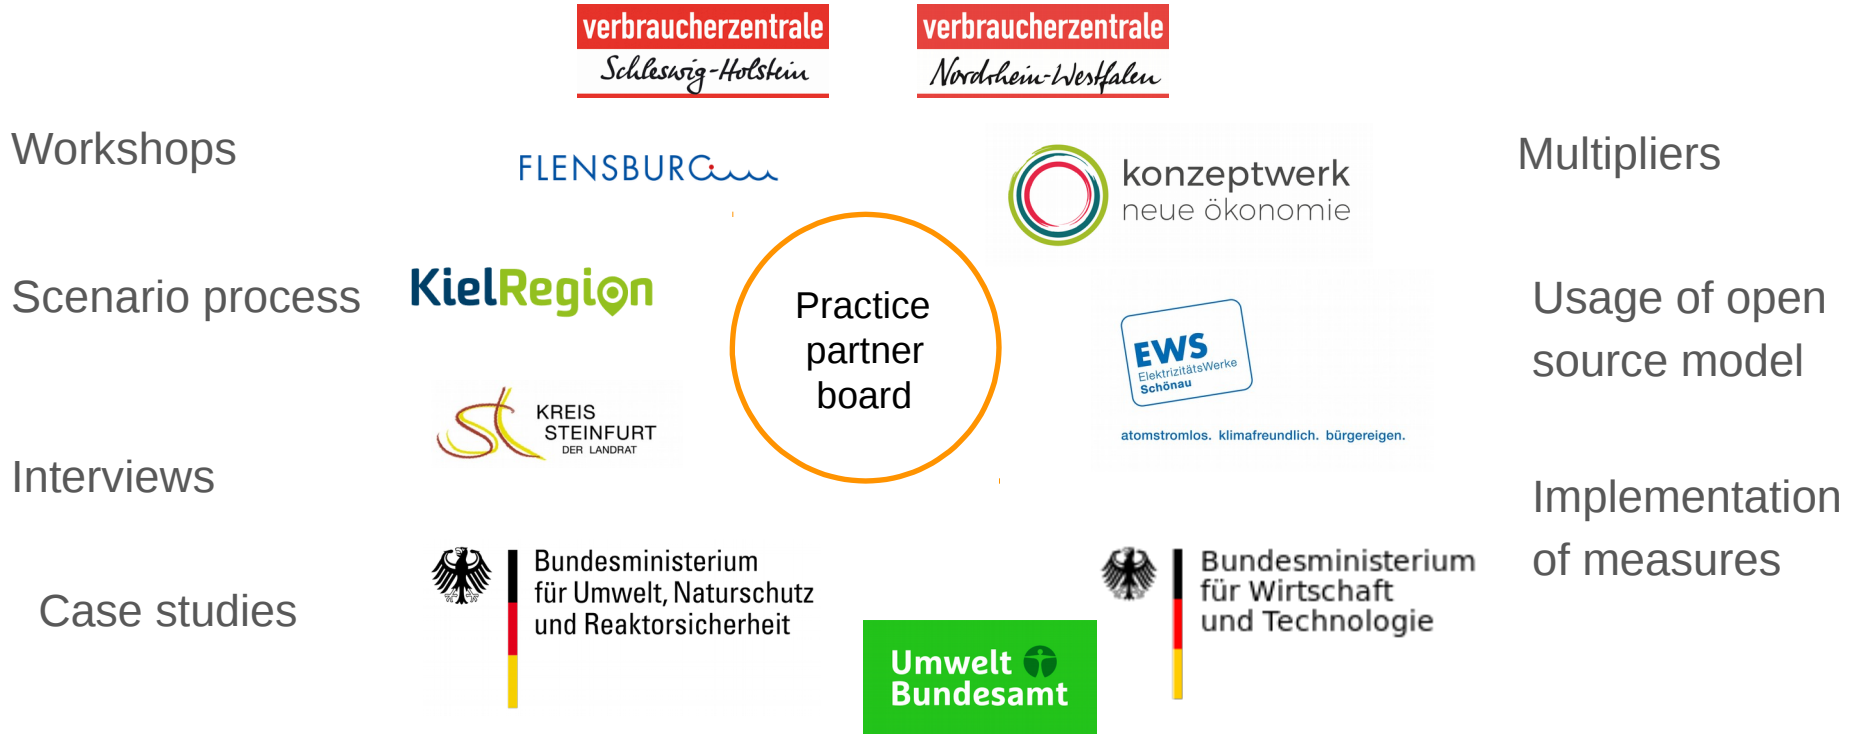 verbraucherzentrale
Schleswig-Holstein
verbraucherzentrale
Nordrhein-Westfalen
Workshops
FLENSBURG
konzeptwerk
neue ökonomie
Multipliers
Scenario process
KielRegion
Practice
partner
board
EWS
ElektrizitätsWerke
Schönau
atomstromlos. klimafreundlich. bürgereigen.
Usage of open
source model
KREIS
STEINFURT
DER LANDRAT
Interviews
Implementation
of measures
Case studies
Bundesministerium
für Umwelt, Naturschutz
und Reaktorsicherheit
Umwelt
Bundesamt
Bundesministerium
für Wirtschaft
und Technologie